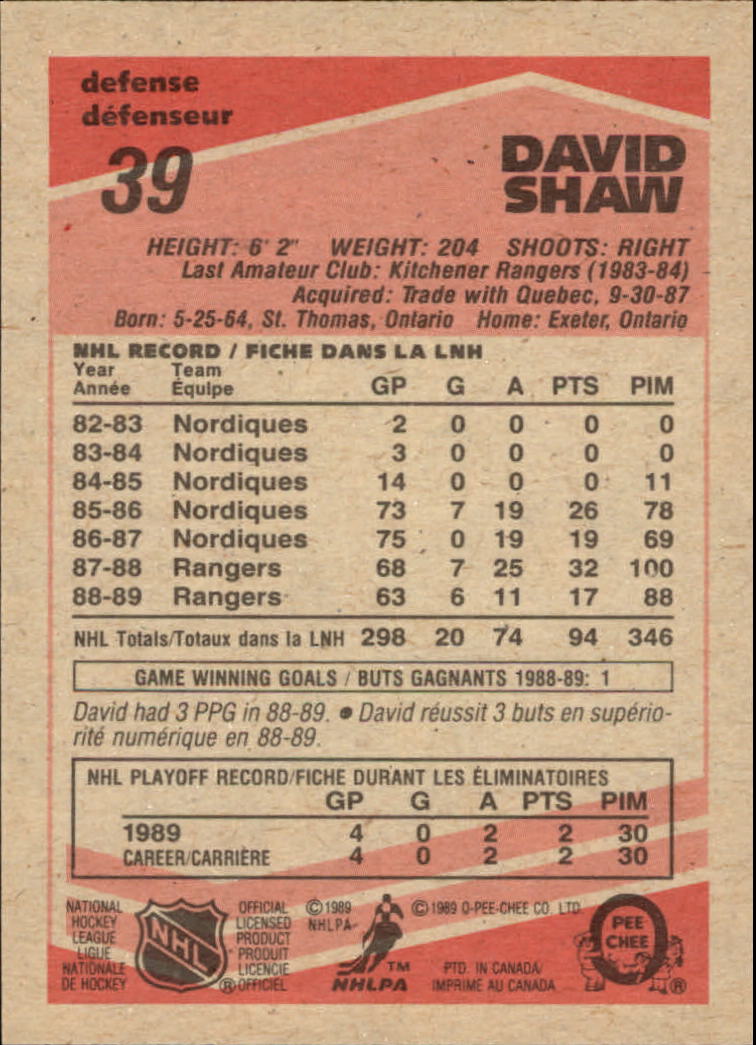 defense
défenseur
39
DAVID
SHAW
HEIGHT: 6' 2" WEIGHT: 204 SHOOTS: RIGHT
Last Amateur Club: Kitchener Rangers (1983-84)
Acquired: Trade with Quebec, 9-30-87
Born: 5-25-64, St. Thomas, Ontario Home: Exeter, Ontario
NHL RECORD / FICHE DANS LA LNH
Year Team
Année Équipe GP G A PTS PIM
82-83 Nordiques 2 0 0 0 0
83-84 Nordiques 3 0 0 0 0
84-85 Nordiques 14 0 0 0 11
85-86 Nordiques 73 7 19 26 78
86-87 Nordiques 75 0 19 19 69
87-88 Rangers 68 7 25 32 100
88-89 Rangers 63 6 11 17 88
NHL Totals/Totaux dans la LNH 298 20 74 94 346
GAME WINNING GOALS / BUTS GAGNANTS 1988-89: 1
David had 3 PPG in 88-89. ● David réussit 3 buts en supério-
rité numérique en 88-89.
NHL PLAYOFF RECORD/FICHE DURANT LES ÉLIMINATOIRES
GP G A PTS PIM
1989 4 0 2 2 30
CAREER/CARRIÈRE 4 0 2 2 30
NATIONAL
HOCKEY
LEAGUE
LIGUE
NATIONALE
DE HOCKEY
NHL
OFFICIAL
LICENSED
PRODUCT
PRODUIT
LICENCIE
® OFFICIEL
© 1989
NHLPA
TM
NHLPA
© 1989 O-PEE-CHEE CO. LTD.
PTD. IN CANADA/
IMPRIMÉ AU CANADA
PEE
CHEE
®